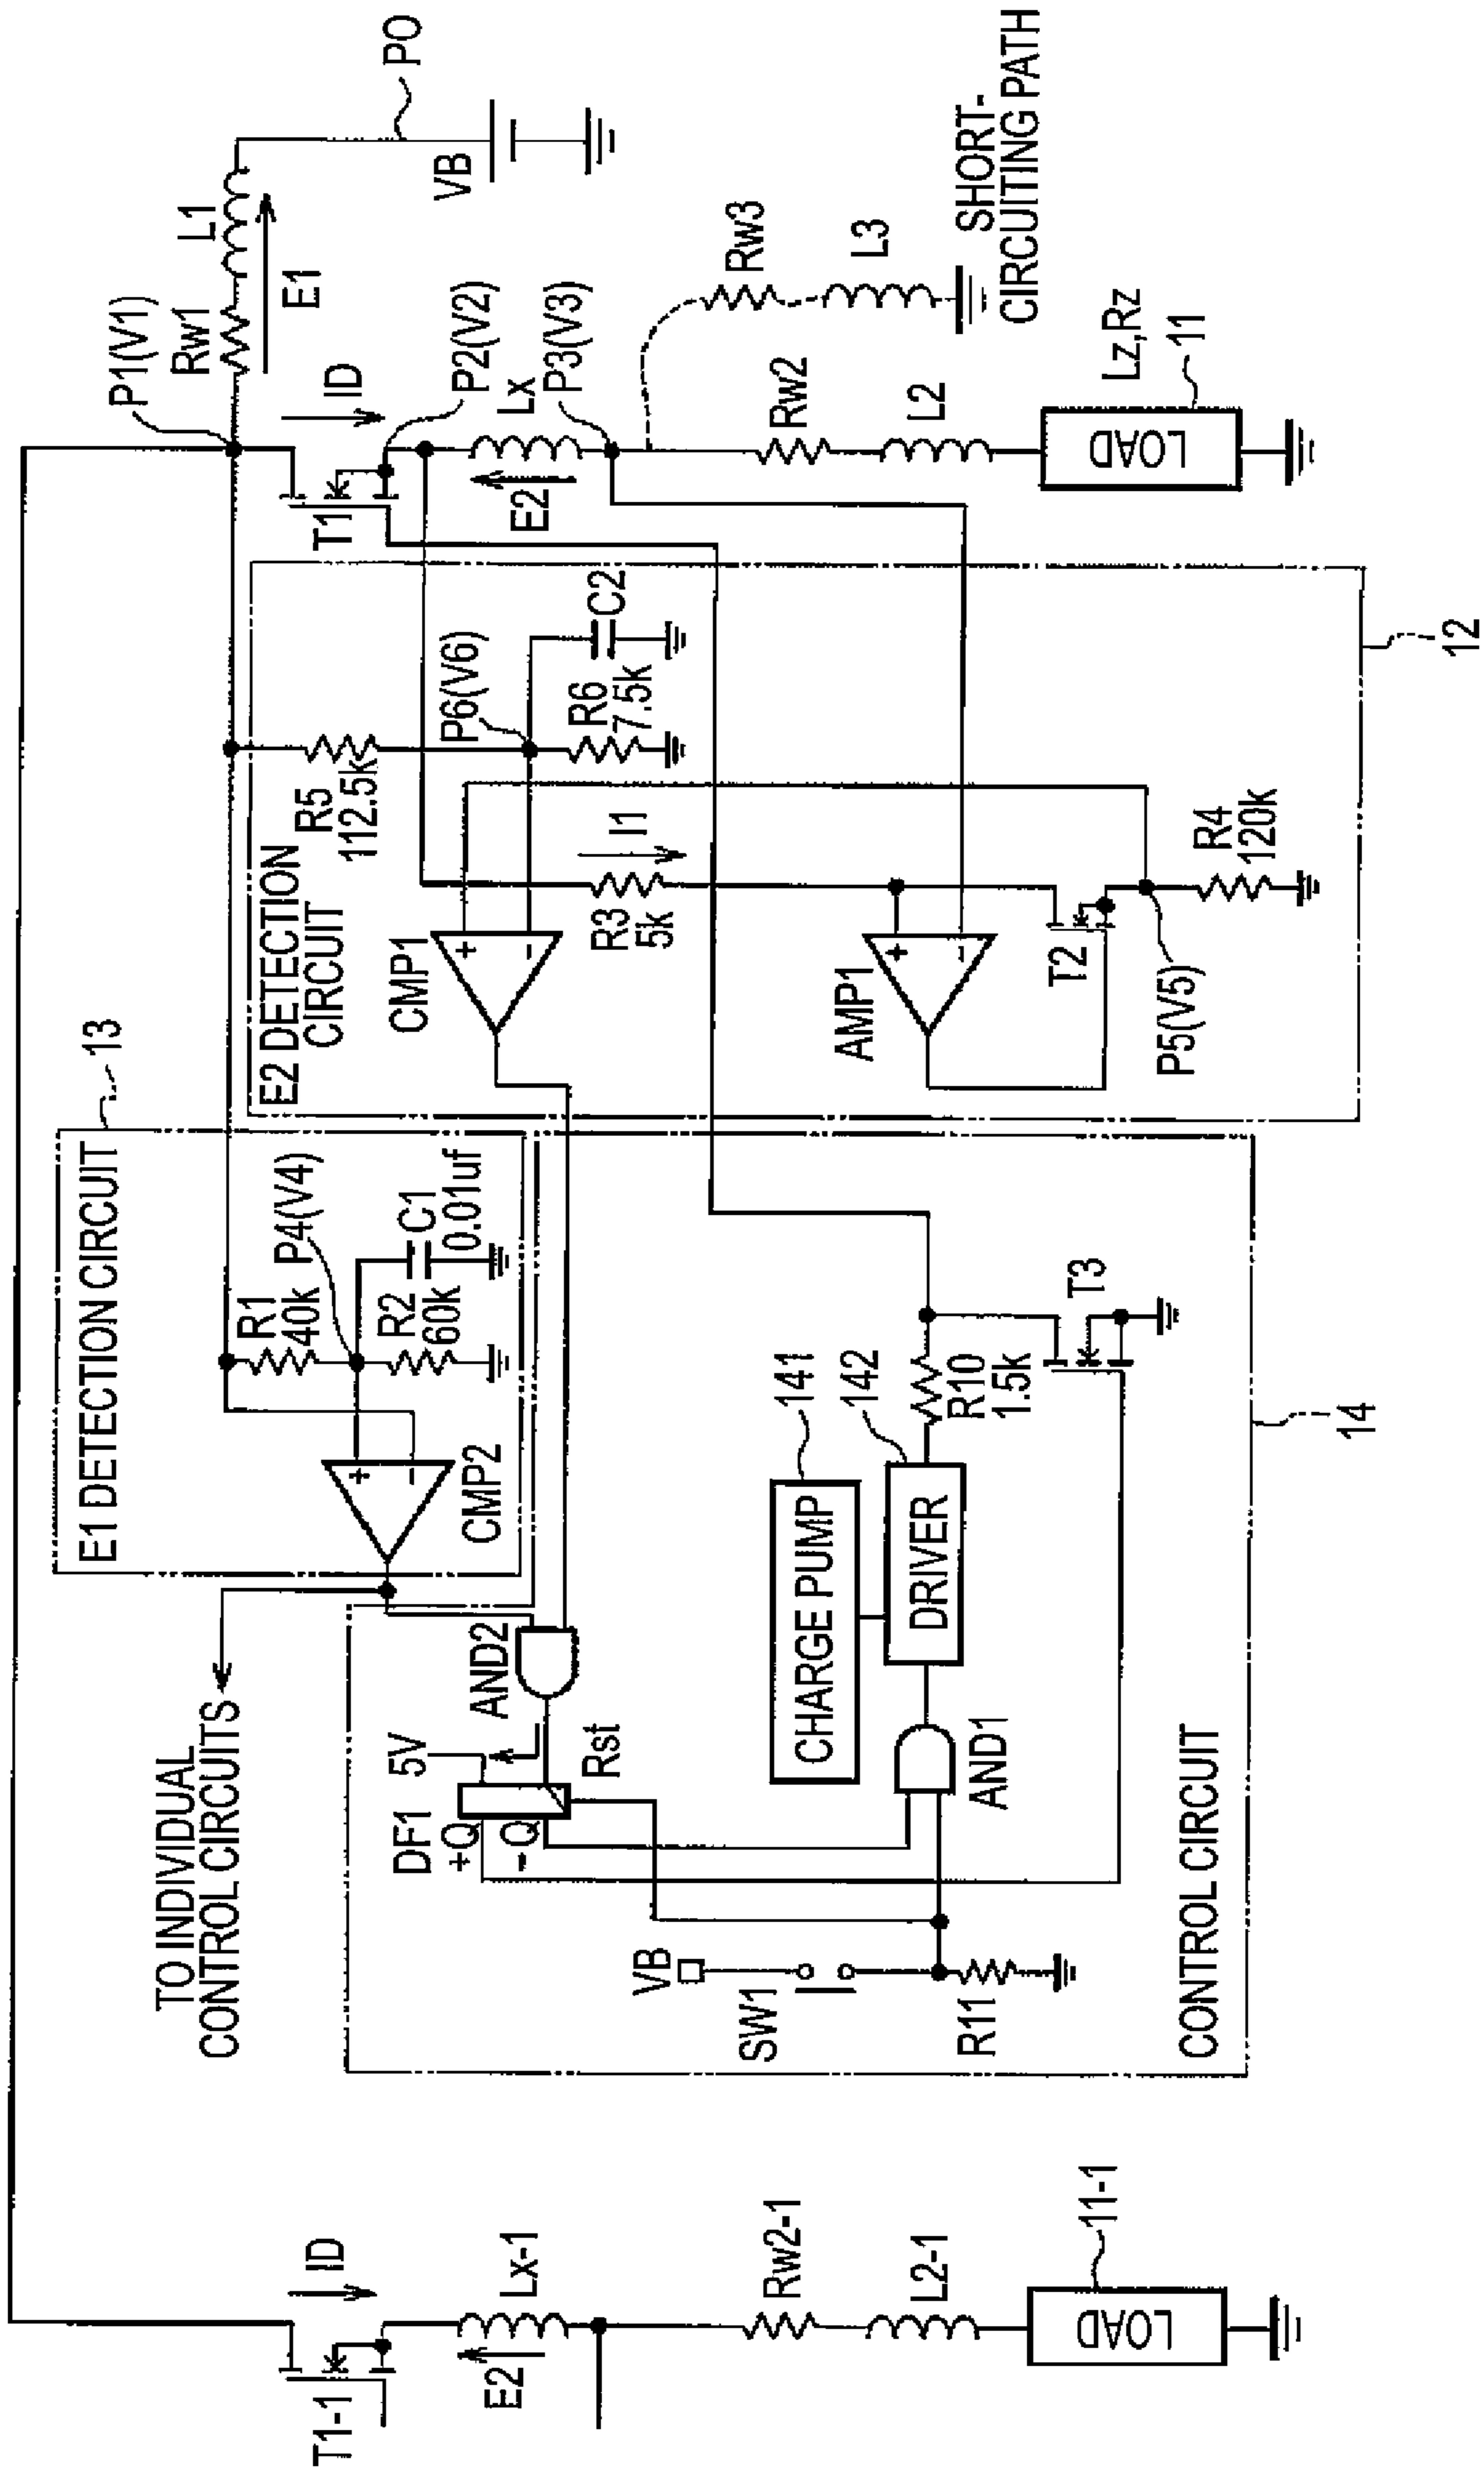 P1(V1)
Rw1
L1
E1
PO
VB
ID
T1
P2(V2)
Lx
E2
P3(V3)
Rw3
L3
SHORT-
CIRCUITING PATH
Rw2
L2
Lz,Rz
LOAD
11
12
E2 DETECTION
CIRCUIT
R5
112.5k
P6(V6)
C2
R6
7.5k
CMP1
+
-
R3
5k
I1
AMP1
+
-
T2
P5(V5)
R4
120k
13
E1 DETECTION CIRCUIT
R1
40k
P4(V4)
C1
0.01uf
R2
60k
CMP2
+
-
TO INDIVIDUAL
CONTROL CIRCUITS
AND2
5V
DF1
+Q
-Q
Rst
CHARGE PUMP
141
DRIVER
142
R10
1.5k
T3
AND1
VB
SW1
R11
CONTROL CIRCUIT
14
T1-1
ID
Lx-1
E2
Rw2-1
L2-1
LOAD
11-1